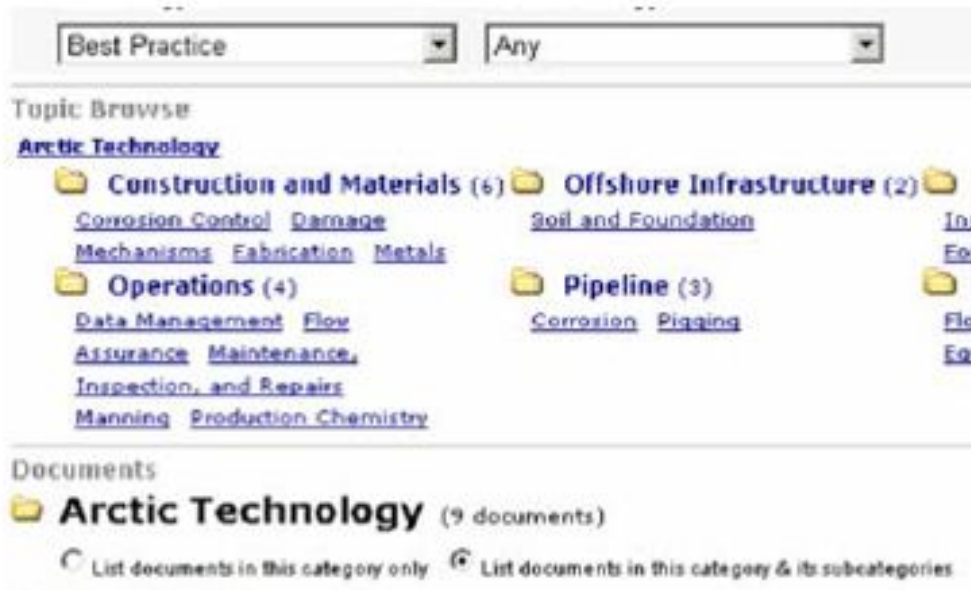 Best Practice Any
Topic Browse
Arctic Technology
Construction and Materials (6) Offshore Infrastructure (2)
Corrosion Control Damage Soil and Foundation In
Mechanisms Fabrication Metals
Operations (4) Pipeline (3)
Data Management Flow Corrosion Pigging
Assurance Maintenance,
Inspection, and Repairs
Manning Production Chemistry
Documents
Arctic Technology (9 documents)
List documents in this category only List documents in this category & its subcategories